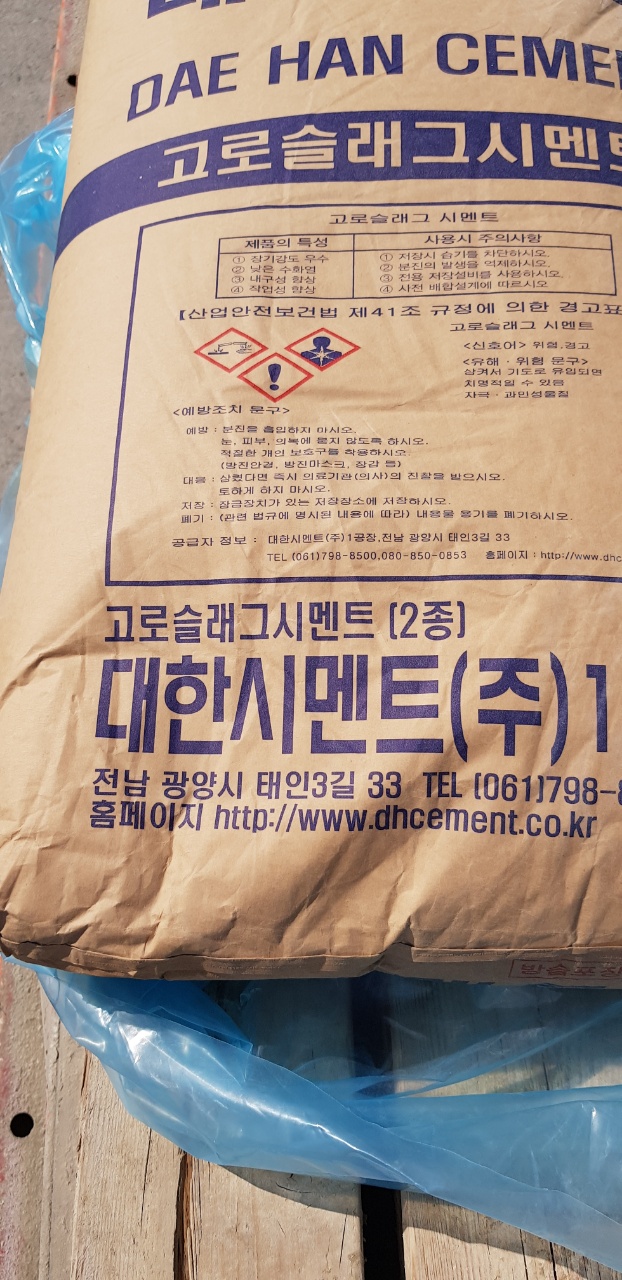 DAE HAN CEME
고로슬래그시멘트
고로슬래그 시멘트
제품의 특성 사용시 주의사항
① 장기강도 우수 ① 저장시 습기를 차단하시오.
② 낮은 수화열 ② 분진의 발생을 억제하시오.
③ 내구성 향상 ③ 전용 저장설비를 사용하시오.
④ 작업성 향상 ④ 사전 배합설계에 따르시오
[산업안전보건법 제41조 규정에 의한 경고표
고로슬래그 시멘트
<신호어> 위험.경고
<유해 · 위험 문구>
삼켜서 기도로 유입되면
치명적일 수 있음
자극 · 과민성물질
<예방조치 문구>
예방 : 분진을 흡입하지 마시오.
눈, 피부, 의복에 묻지 않도록 하시오.
적절한 개인 보호구를 착용하시오.
(방진안경, 방진마스크, 장갑 등)
대응 : 삼켰다면 즉시 의료기관(의사)의 진찰을 받으시오.
토하게 하지 마시오.
저장 : 잠금장치가 있는 저장장소에 저장하시오.
폐기 : (관련 법규에 명시된 내용에 따라) 내용물 용기를 폐기하시오.
공급자 정보 : 대한시멘트(주)1공장,전남 광양시 태인3길 33
TEL (061)798-8500,080-850-0853 홈페이지 : http://www.dhc
고로슬래그시멘트 (2종)
대한시멘트(주)1
전남 광양시 태인3길 33 TEL (061)798-8
홈페이지 http://www.dhcement.co.kr
방습포장